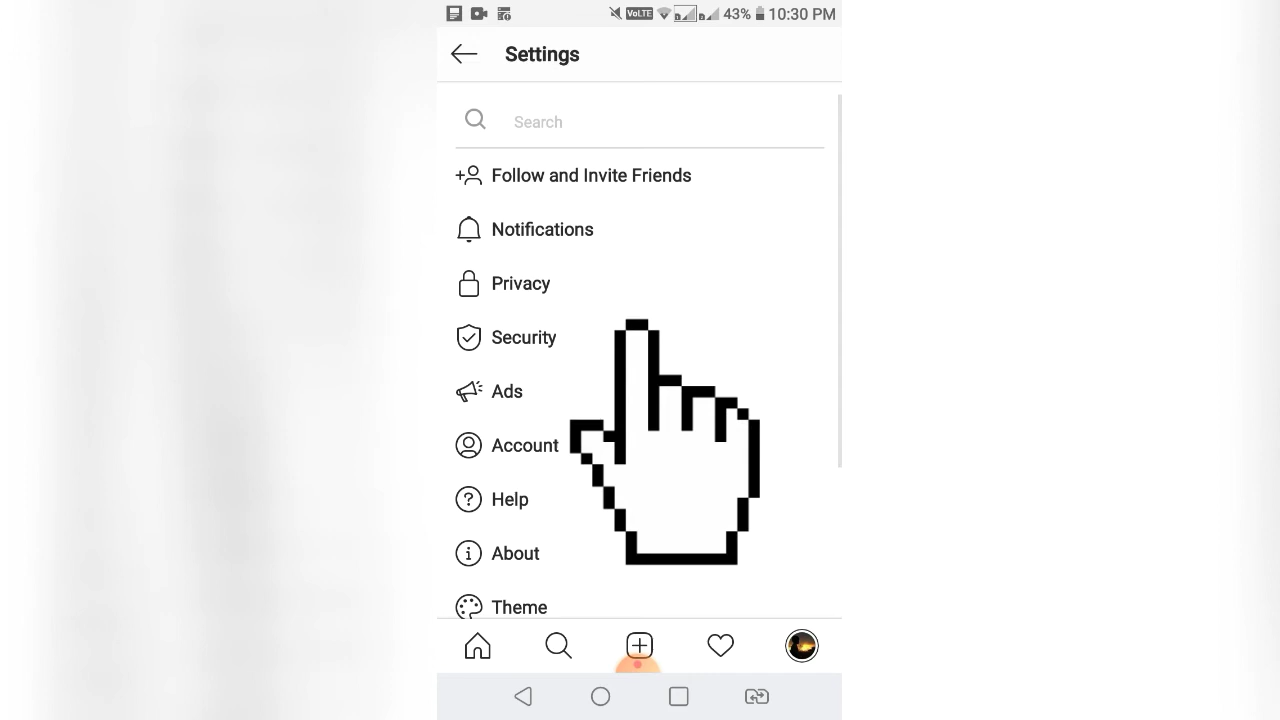 VoLTE 43% 10:30 PM
Settings
Search
Follow and Invite Friends
Notifications
Privacy
Security
Ads
Account
Help
About
Theme